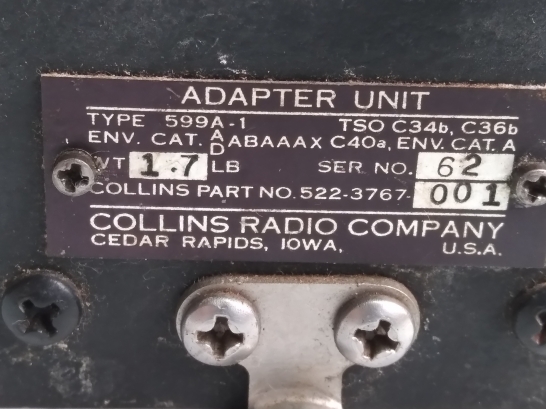 ADAPTER UNIT
TYPE 599A-1 TSO C34b, C36b
ENV. CAT. A/D ABAAAX C40a, ENV. CAT. A
WT 1.7 LB SER. NO. 62
COLLINS PART NO. 522-3767-001
COLLINS RADIO COMPANY
CEDAR RAPIDS, IOWA, U.S.A.